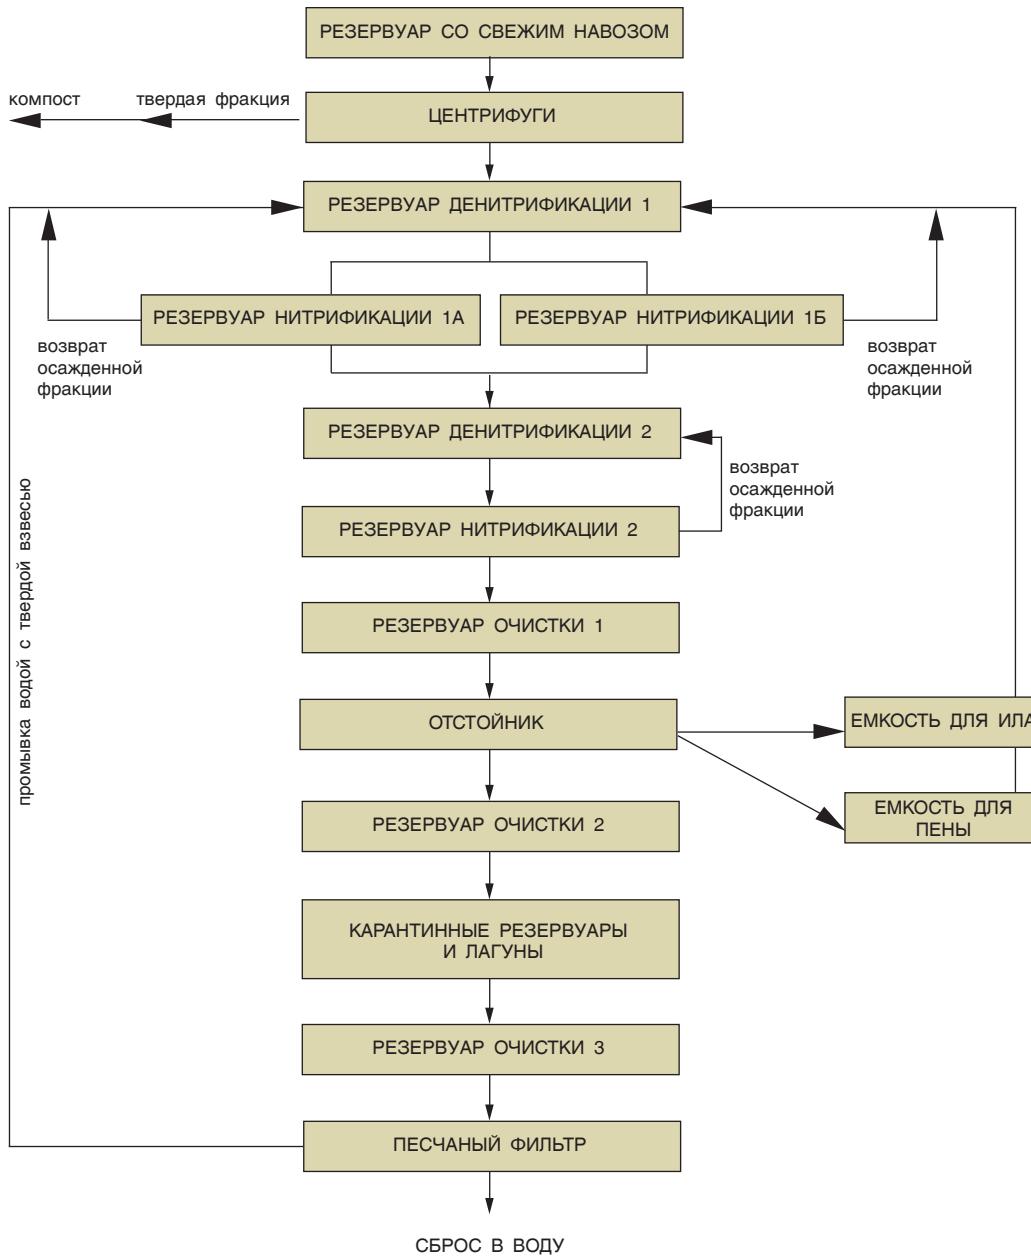 РЕЗЕРВУАР СО СВЕЖИМ НАВОЗОМ
компост
твердая фракция
ЦЕНТРИФУГИ
РЕЗЕРВУАР ДЕНИТРИФИКАЦИИ 1
РЕЗЕРВУАР НИТРИФИКАЦИИ 1А
РЕЗЕРВУАР НИТРИФИКАЦИИ 1Б
возврат
осажденной
фракции
возврат
осажденной
фракции
РЕЗЕРВУАР ДЕНИТРИФИКАЦИИ 2
возврат
осажденной
фракции
РЕЗЕРВУАР НИТРИФИКАЦИИ 2
промывка водой с твердой взвесью
РЕЗЕРВУАР ОЧИСТКИ 1
ОТСТОЙНИК
ЕМКОСТЬ ДЛЯ ИЛА
ЕМКОСТЬ ДЛЯ
ПЕНЫ
РЕЗЕРВУАР ОЧИСТКИ 2
КАРАНТИННЫЕ РЕЗЕРВУАРЫ
И ЛАГУНЫ
РЕЗЕРВУАР ОЧИСТКИ 3
ПЕСЧАНЫЙ ФИЛЬТР
СБРОС В ВОДУ